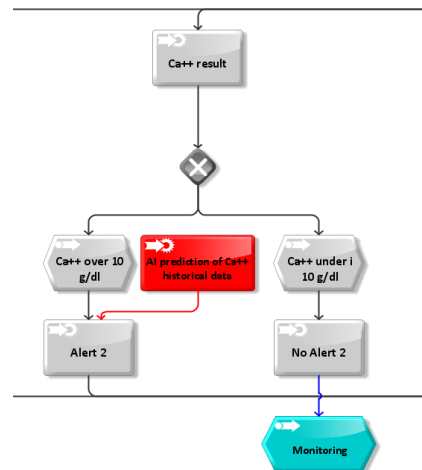 Ca++ result
Ca++ over 10
g/dl
AI prediction of Ca++
historical data
Ca++ under i
10 g/dl
Alert 2
No Alert 2
Monitoring